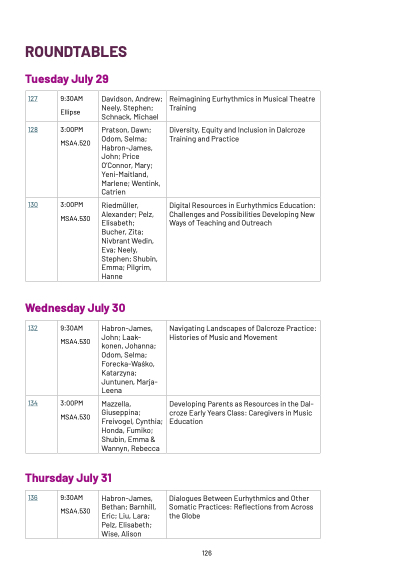 ROUNDTABLES
Tuesday July 29
127
9:30AM
Ellipse
Davidson, Andrew;
Neely, Stephen;
Schnack, Michael
Reimagining Eurhythmics in Musical Theatre
Training
128
3:00PM
MSA4.520
Pratson, Dawn;
Odom, Selma;
Habron-James,
John; Price
O'Connor, Mary;
Yeni-Maitland,
Marlene; Wentink,
Catrien
Diversity, Equity and Inclusion in Dalcroze
Training and Practice
130
3:00PM
MSA4.530
Riedmüller,
Alexander; Pelz,
Elisabeth;
Bucher, Zita;
Nivbrant Wedin,
Eva; Neely,
Stephen; Shubin,
Emma; Pilgrim,
Hanne
Digital Resources in Eurhythmics Education:
Challenges and Possibilities Developing New
Ways of Teaching and Outreach
Wednesday July 30
132
9:30AM
MSA4.530
Habron-James,
John; Laak-
konen, Johanna;
Odom, Selma;
Forecka-Waśko,
Katarzyna;
Juntunen, Marja-
Leena
Navigating Landscapes of Dalcroze Practice:
Histories of Music and Movement
134
3:00PM
MSA4.530
Mazzella,
Giuseppina;
Freivogel, Cynthia;
Honda, Fumiko;
Shubin, Emma &
Wannyn, Rebecca
Developing Parents as Resources in the Dal-
croze Early Years Class: Caregivers in Music
Education
Thursday July 31
136
9:30AM
MSA4.530
Habron-James,
Bethan; Barnhill,
Eric; Liu, Lara;
Pelz, Elisabeth;
Wise, Alison
Dialogues Between Eurhythmics and Other
Somatic Practices: Reflections from Across
the Globe
126